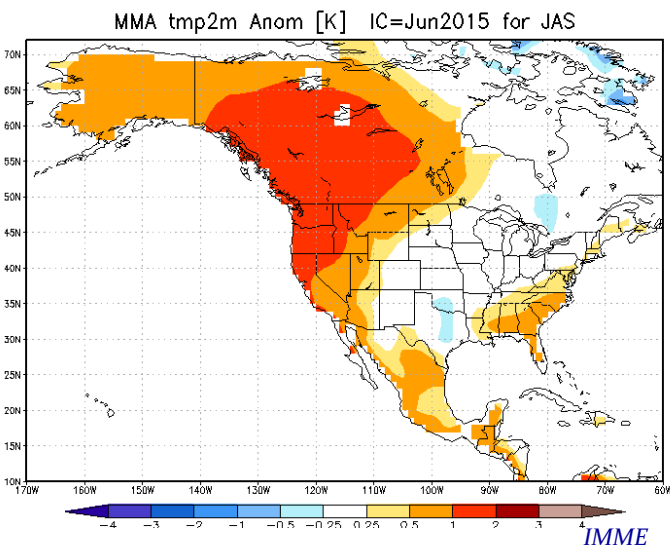 MMA tmp2m Anom [K] IC=Jun2015 for JAS
70N
65N
60N
55N
50N
45N
40N
35N
30N
25N
20N
15N
10N
170W 160W 150W 140W 130W 120W 110W 100W 90W 80W 70W 60W
-4 -3 -2 -1 -0.5 -0.25 0.25 0.5 1 2 3 4
IMME